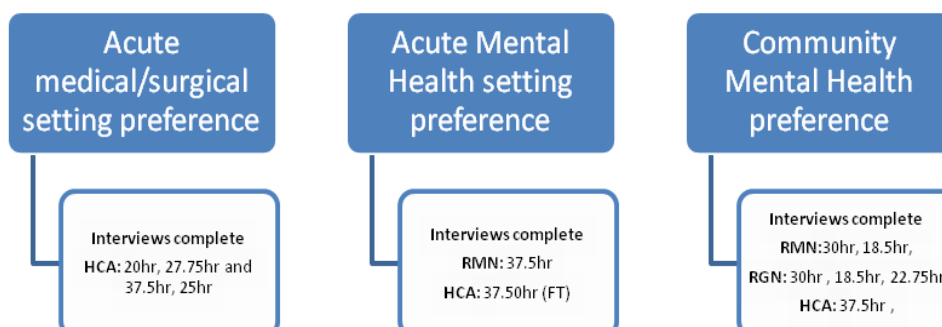 Acute
medical/surgical
setting preference
Interviews complete
HCA: 20hr, 27.75hr and
37.5hr, 25hr
Acute Mental
Health setting
preference
Interviews complete
RMN: 37.5hr
HCA: 37.50hr (FT)
Community
Mental Health
preference
Interviews complete
RMN:30hr, 18.5hr,
RGN: 30hr , 18.5hr, 22.75hr
HCA: 37.5hr ,